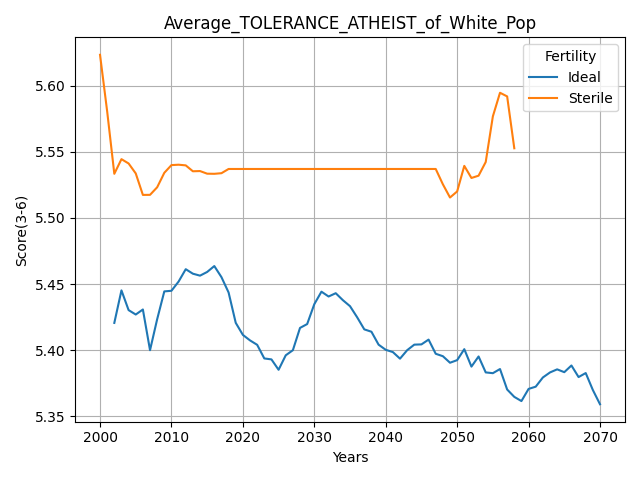 Average_TOLERANCE_ATHEIST_of_White_Pop
Fertility
Ideal
Sterile
Score(3-6)
5.60
5.55
5.50
5.45
5.40
5.35
2000 2010 2020 2030 2040 2050 2060 2070
Years